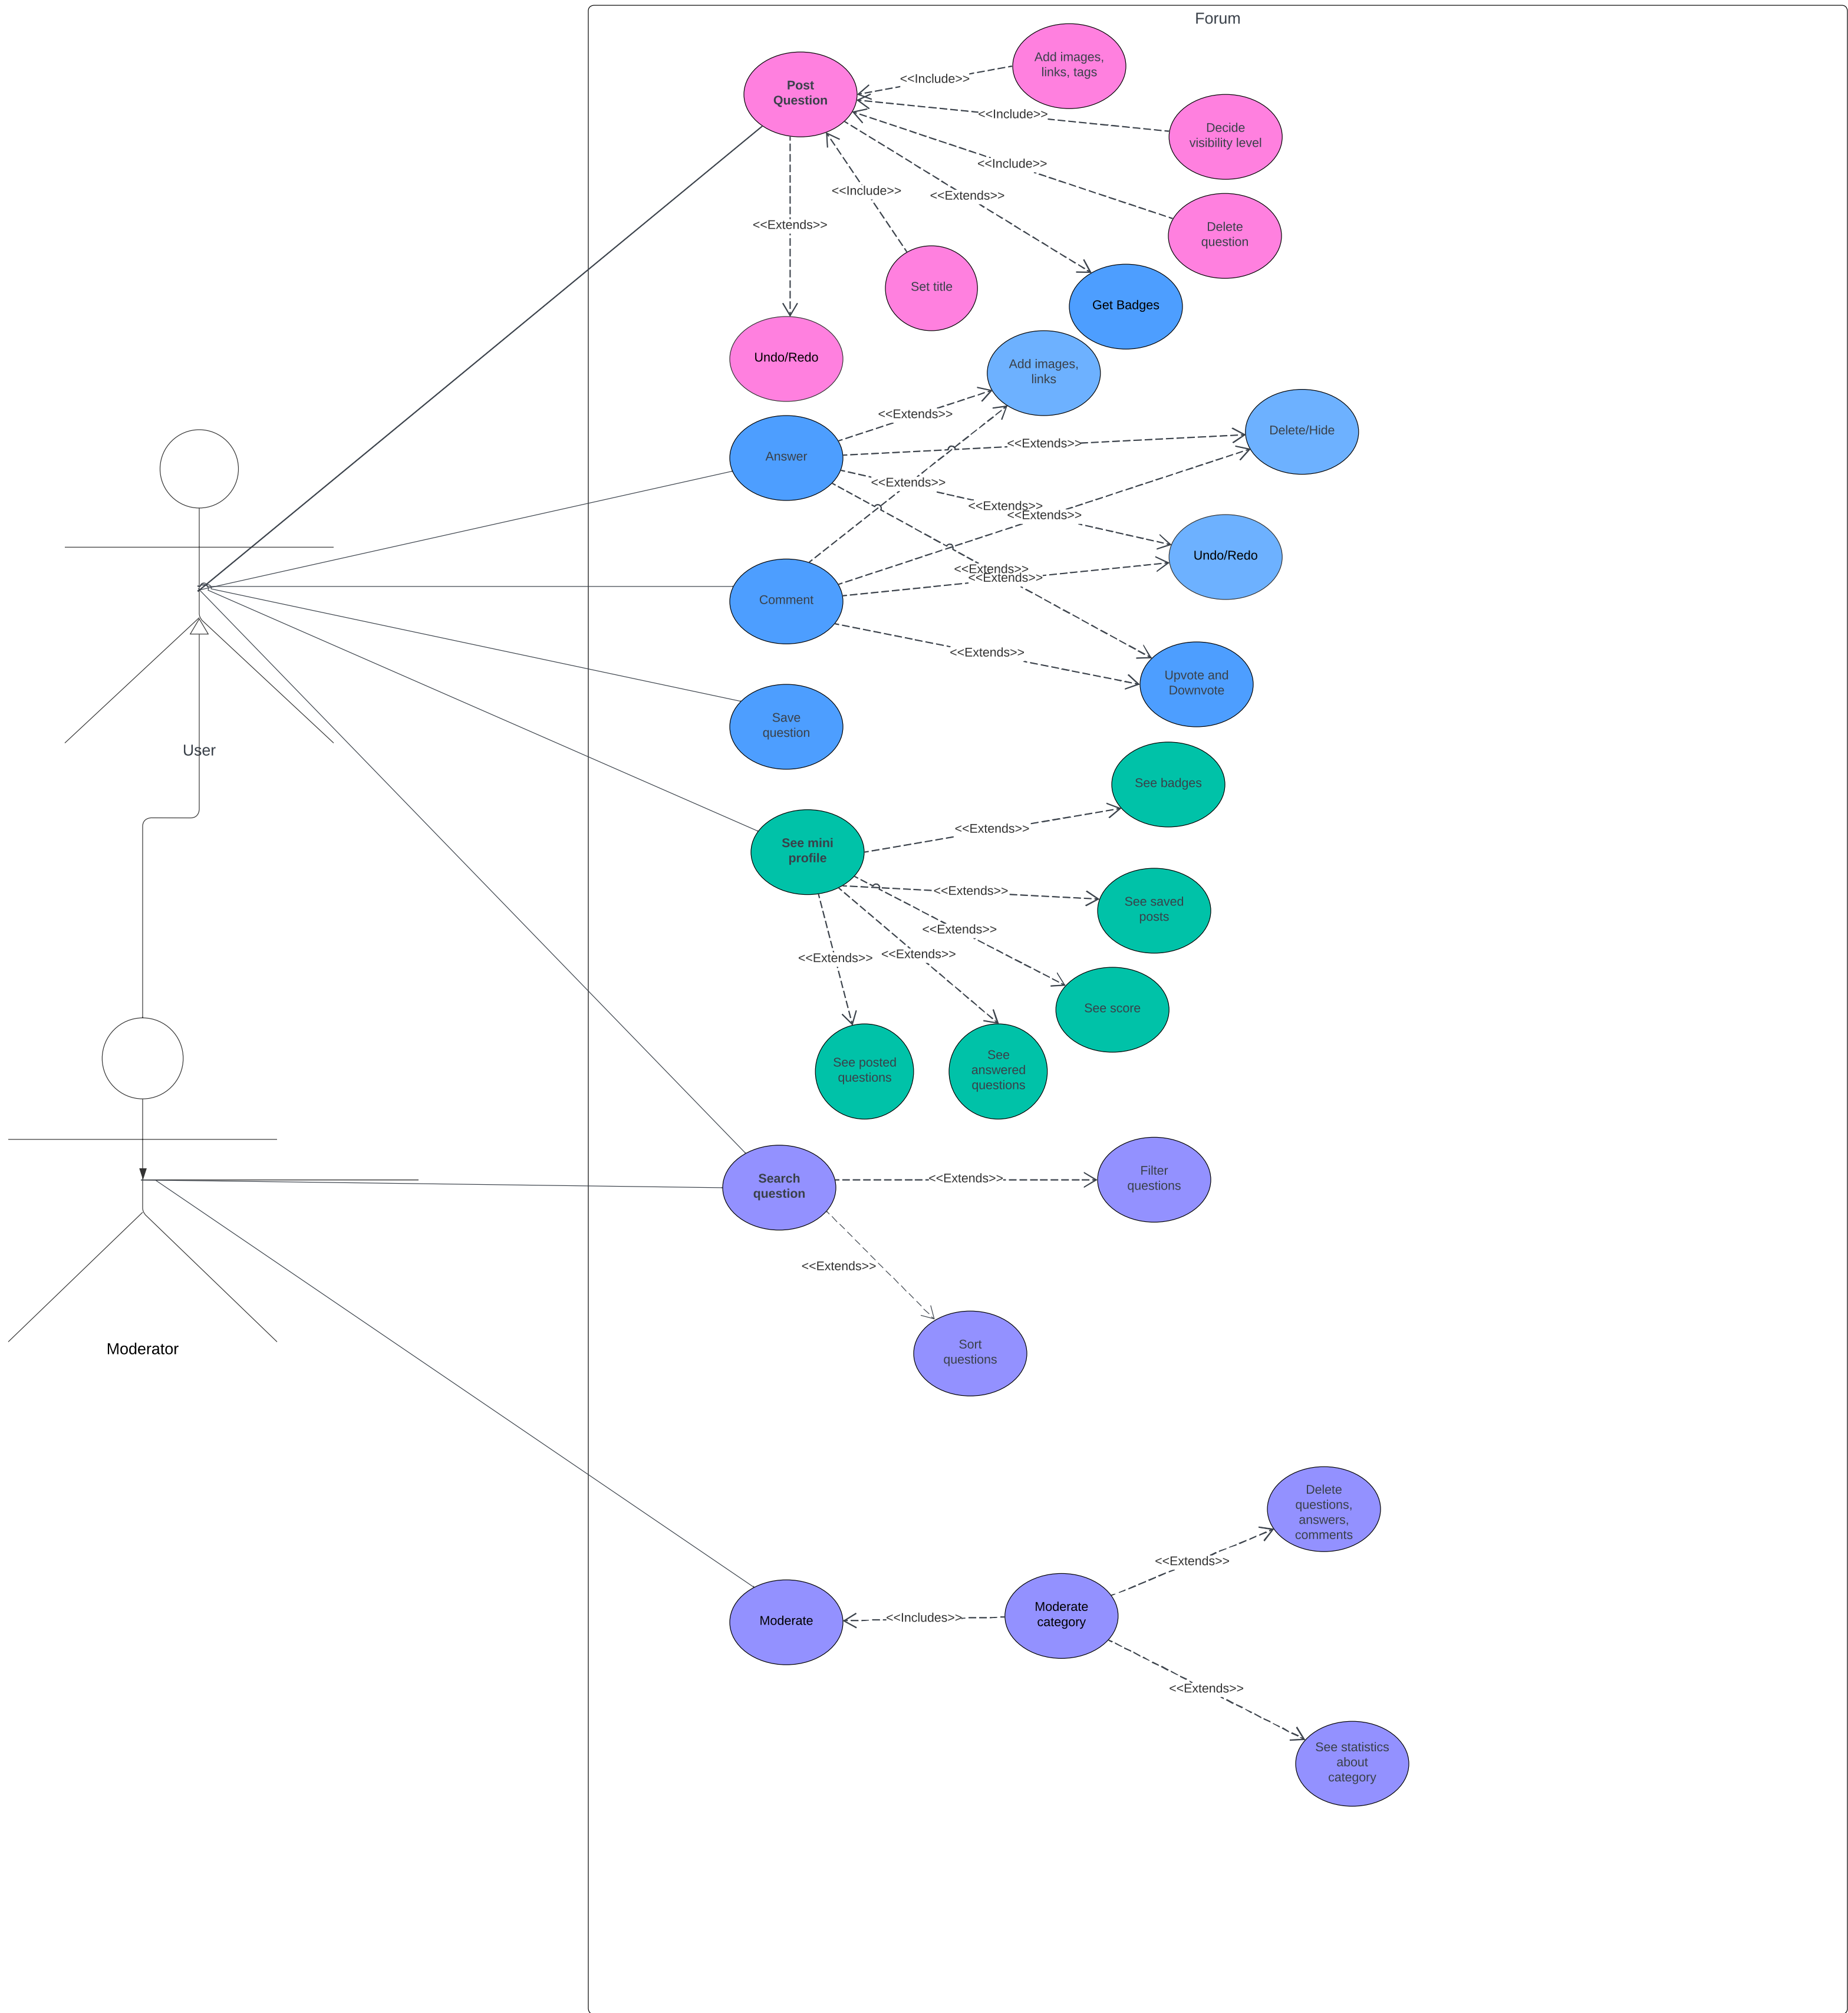 Forum
Add images,
links, tags
Post
Question
<<Include>>
<<Include>>
Decide
visibility level
<<Include>>
<<Include>>
<<Extends>>
<<Extends>>
Delete
question
Set title
Get Badges
Undo/Redo
Add images,
links
<<Extends>>
Delete/Hide
<<Extends>>
Answer
<<Extends>>
<<Extends>>
<<Extends>>
Undo/Redo
<<Extends>>
<<Extends>>
Comment
<<Extends>>
Upvote and
Downvote
Save
question
User
See badges
<<Extends>>
See mini
profile
<<Extends>>
See saved
posts
<<Extends>>
<<Extends>>
<<Extends>>
See score
See posted
questions
See
answered
questions
Search
question
<<Extends>>
Filter
questions
<<Extends>>
Sort
questions
Moderator
Delete
questions,
answers,
comments
<<Extends>>
Moderate
<<Includes>>
Moderate
category
<<Extends>>
See statistics
about
category